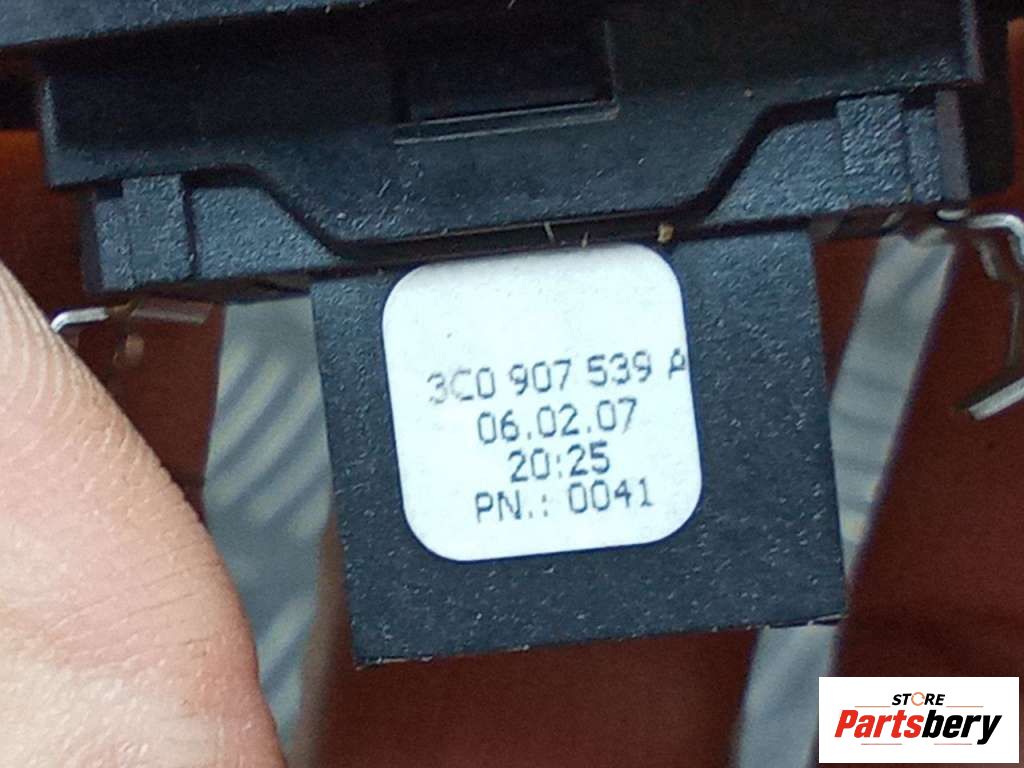 3C0 907 539 A
06.02.07
20:25
PN.: 0041
STORE
Partsbery